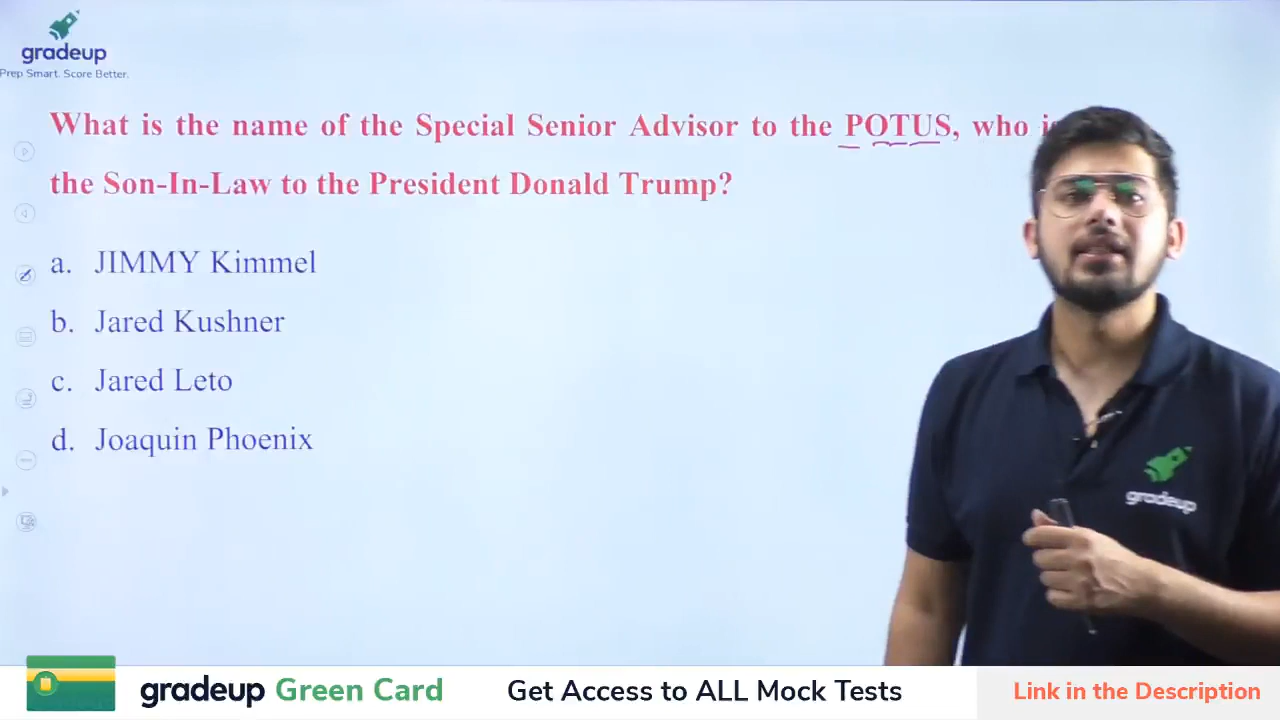 gradeup
Prep Smart. Score Better.
What is the name of the Special Senior Advisor to the POTUS, who
the Son-In-Law to the President Donald Trump?
a. JIMMY Kimmel
b. Jared Kushner
c. Jared Leto
d. Joaquin Phoenix
gradeup
gradeup Green Card Get Access to ALL Mock Tests Link in the Description